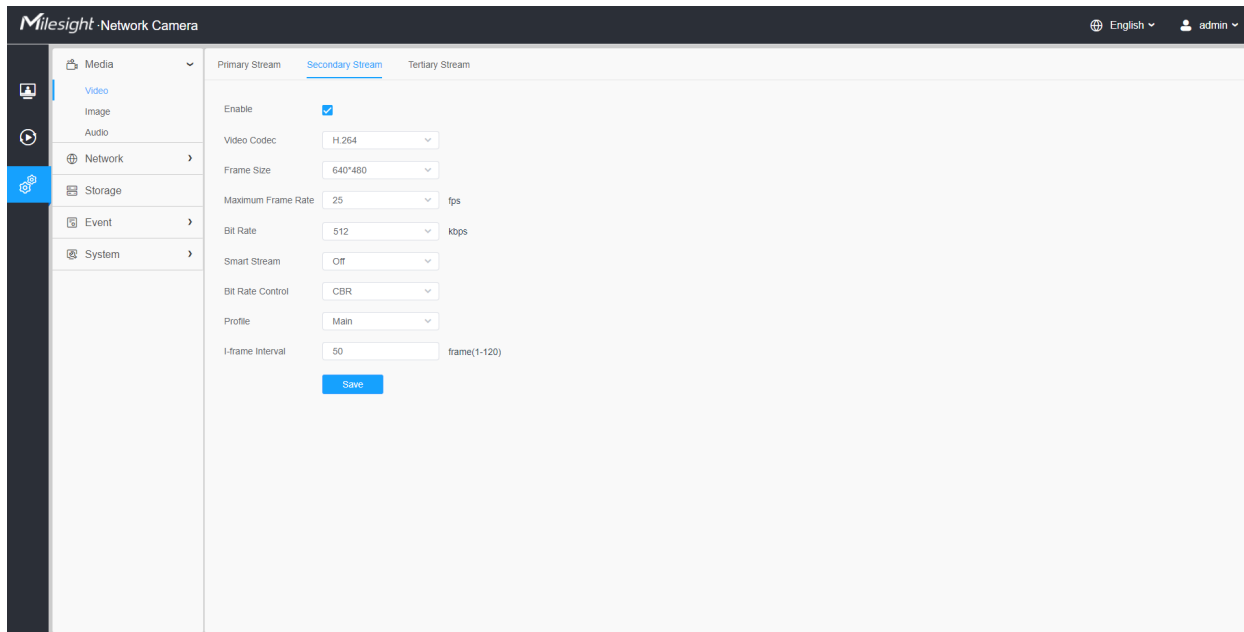 Milesight · Network Camera English admin
Media
Video
Image
Audio
Network
Storage
Event
System
Primary Stream Secondary Stream Tertiary Stream
Enable
Video Codec H.264
Frame Size 640*480
Maximum Frame Rate 25 fps
Bit Rate 512 kbps
Smart Stream Off
Bit Rate Control CBR
Profile Main
I-frame Interval 50 frame(1-120)
Save